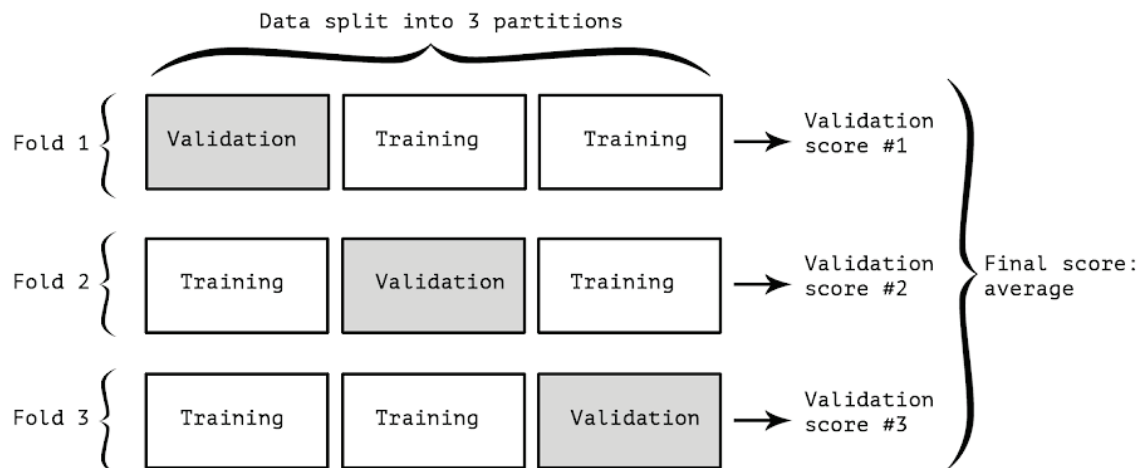 Data split into 3 partitions
Fold 1
Validation
Training
Training
Validation
score #1
Fold 2
Training
Validation
Training
Validation
score #2
Final score:
average
Fold 3
Training
Training
Validation
Validation
score #3